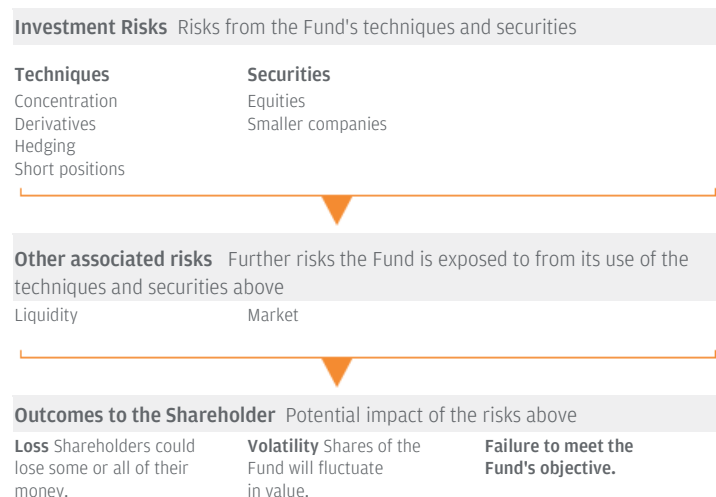 Investment Risks Risks from the Fund's techniques and securities
Techniques
Concentration
Derivatives
Hedging
Short positions
Securities
Equities
Smaller companies
Other associated risks Further risks the Fund is exposed to from its use of the
techniques and securities above
Liquidity
Market
Outcomes to the Shareholder Potential impact of the risks above
Loss Shareholders could
lose some or all of their
money.
Volatility Shares of the
Fund will fluctuate
in value.
Failure to meet the
Fund's objective.